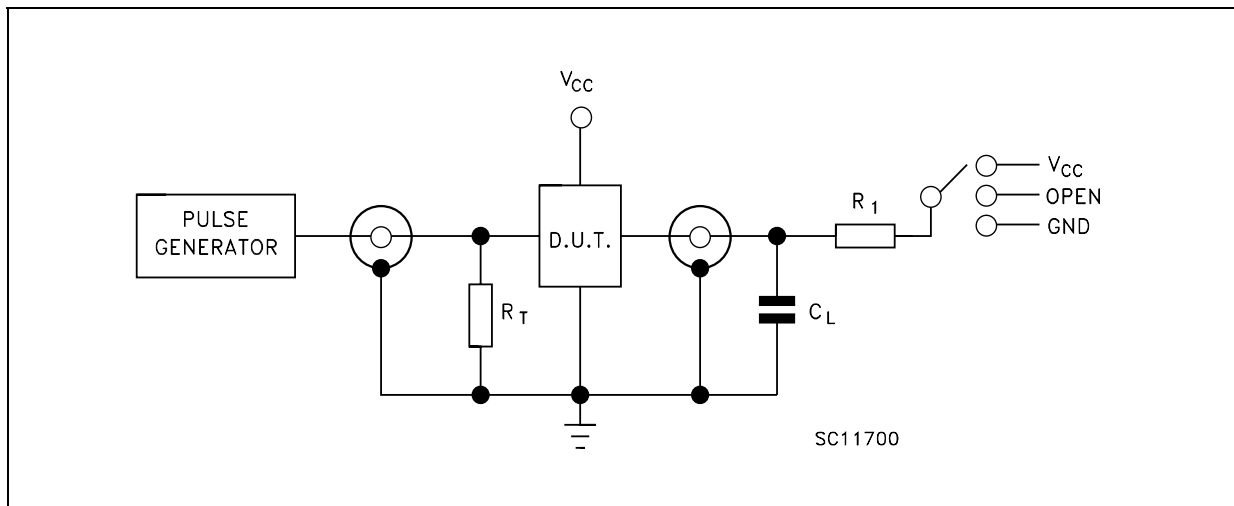 VCC
PULSE
GENERATOR
RT
D.U.T.
CL
R1
VCC
OPEN
GND
SC11700